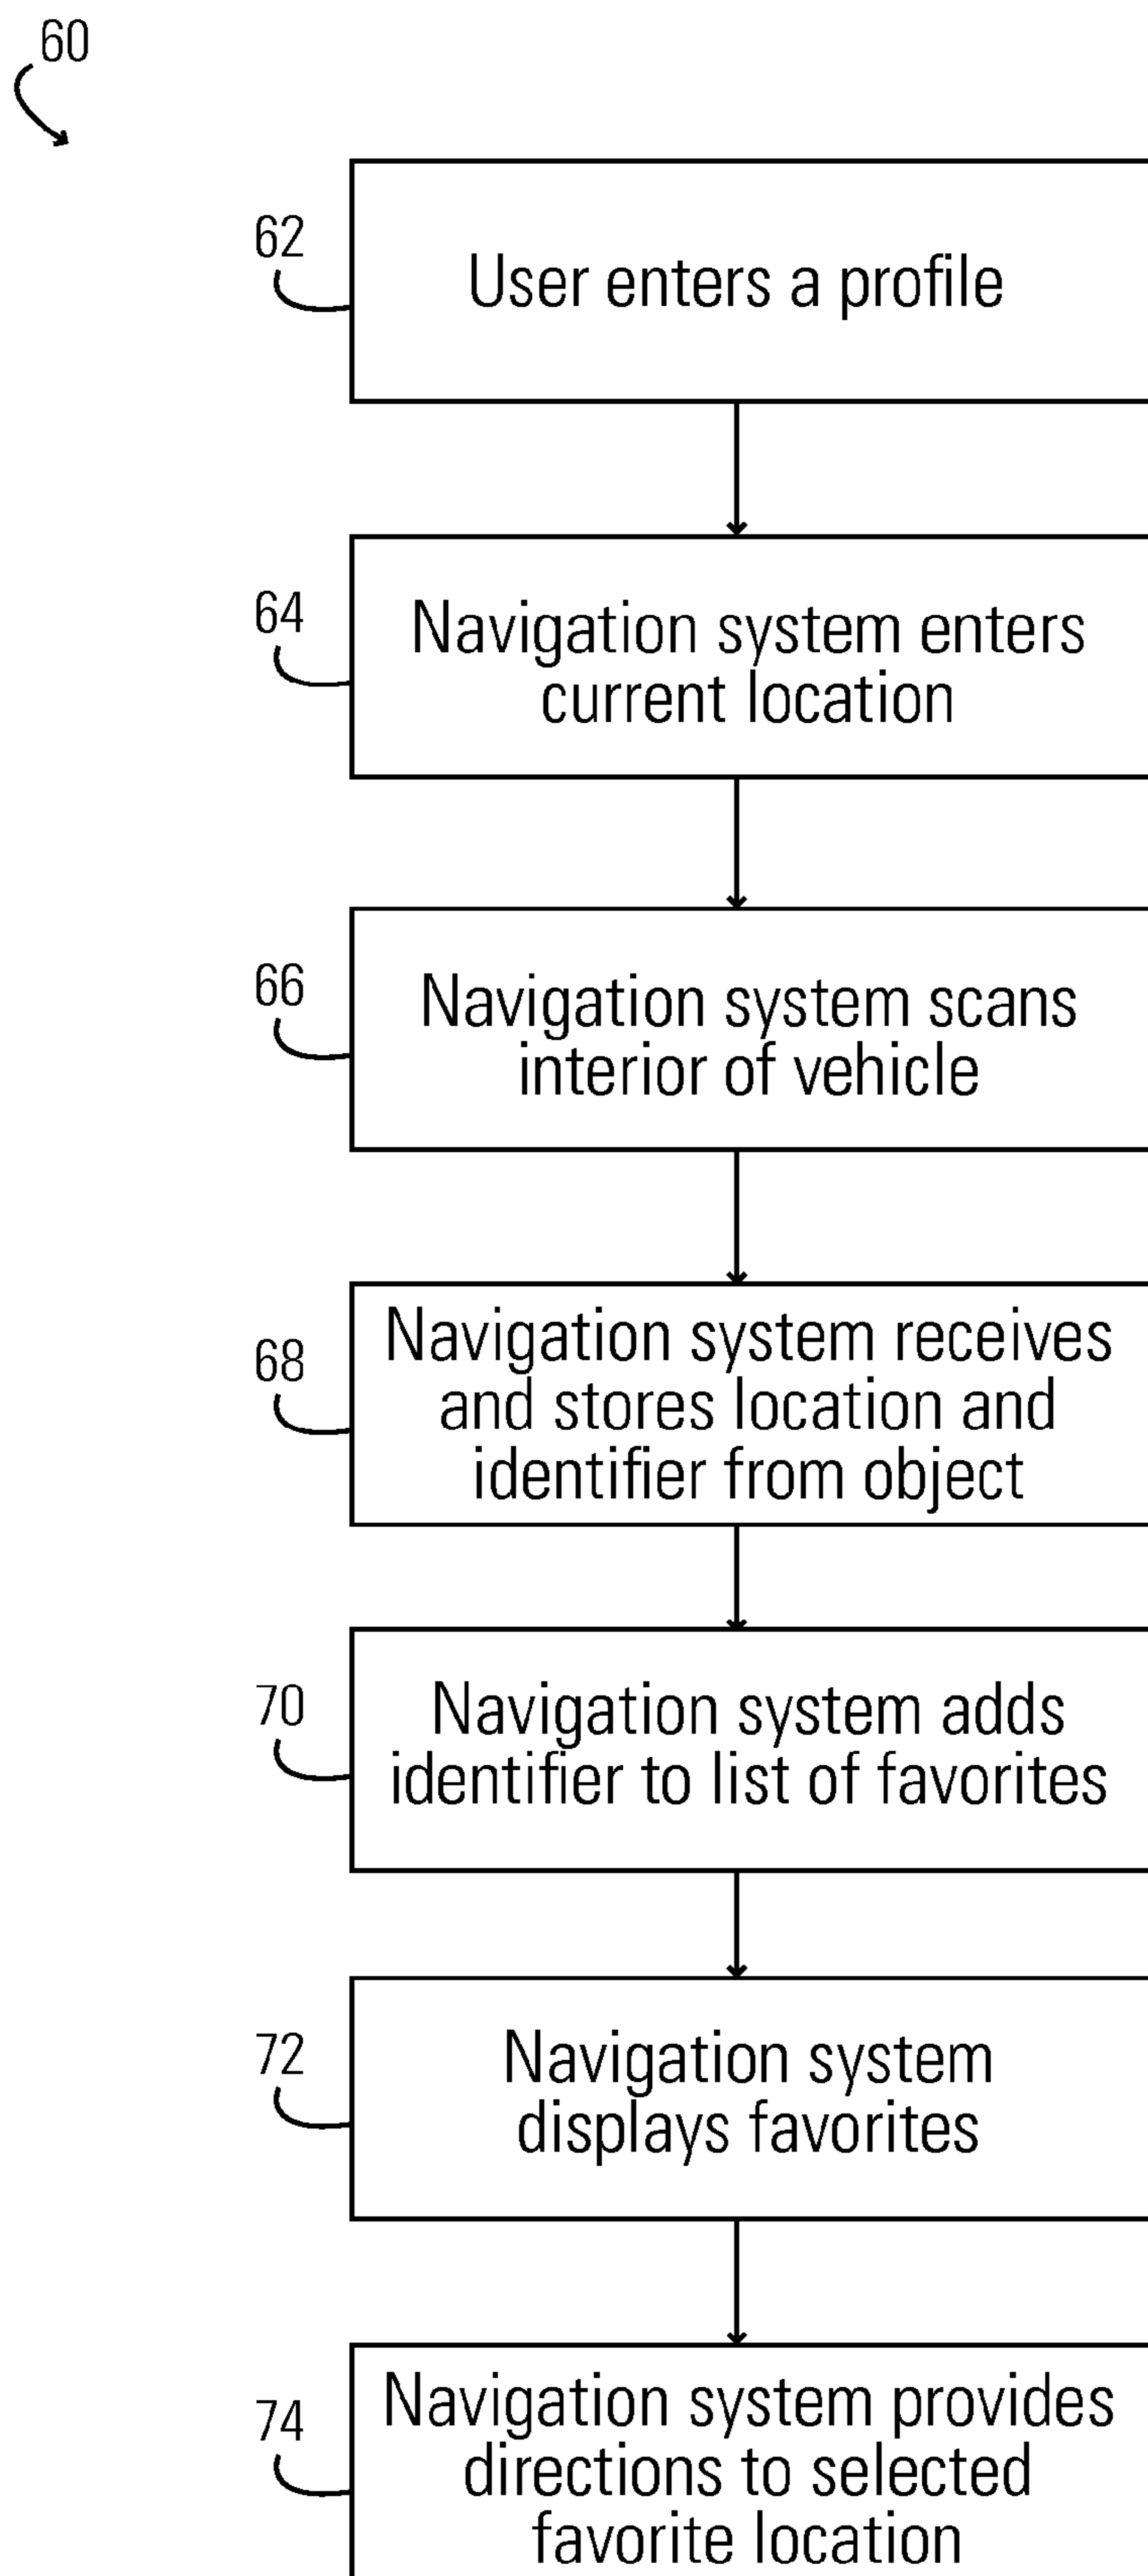 60
62
User enters a profile
64
Navigation system enters
current location
66
Navigation system scans
interior of vehicle
68
Navigation system receives
and stores location and
identifier from object
70
Navigation system adds
identifier to list of favorites
72
Navigation system
displays favorites
74
Navigation system provides
directions to selected
favorite location